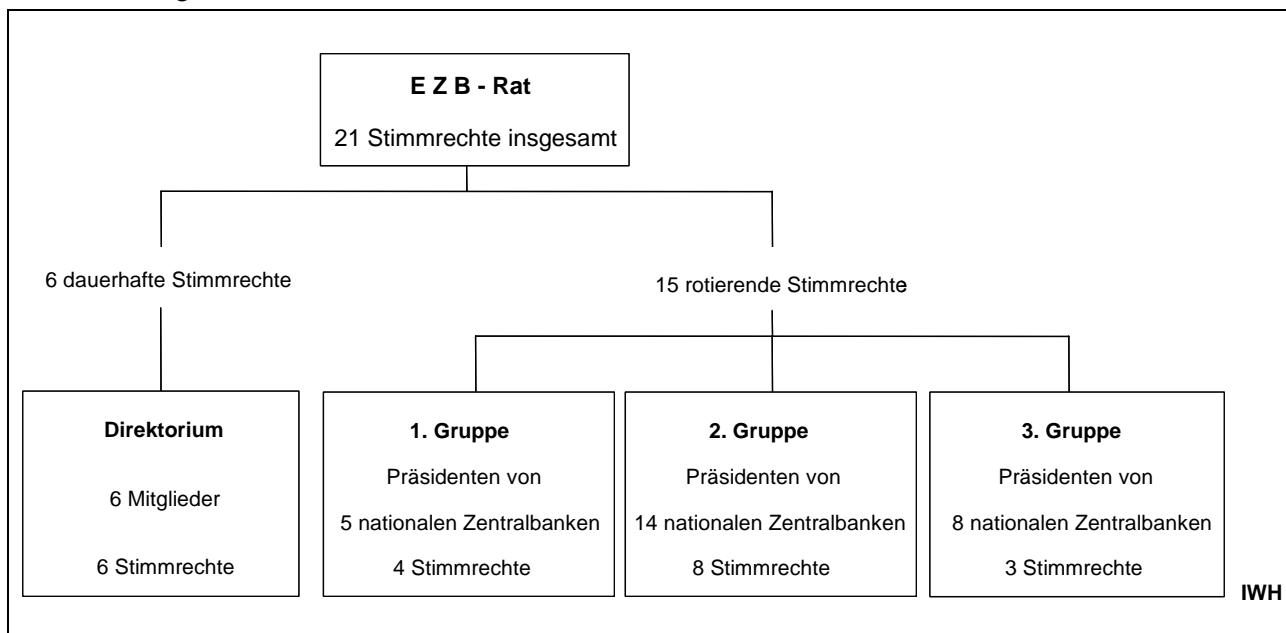 E Z B - Rat
21 Stimmrechte insgesamt
6 dauerhafte Stimmrechte
15 rotierende Stimmrechte
Direktorium
6 Mitglieder
6 Stimmrechte
1. Gruppe
Präsidenten von
5 nationalen Zentralbanken
4 Stimmrechte
2. Gruppe
Präsidenten von
14 nationalen Zentralbanken
8 Stimmrechte
3. Gruppe
Präsidenten von
8 nationalen Zentralbanken
3 Stimmrechte
IWH